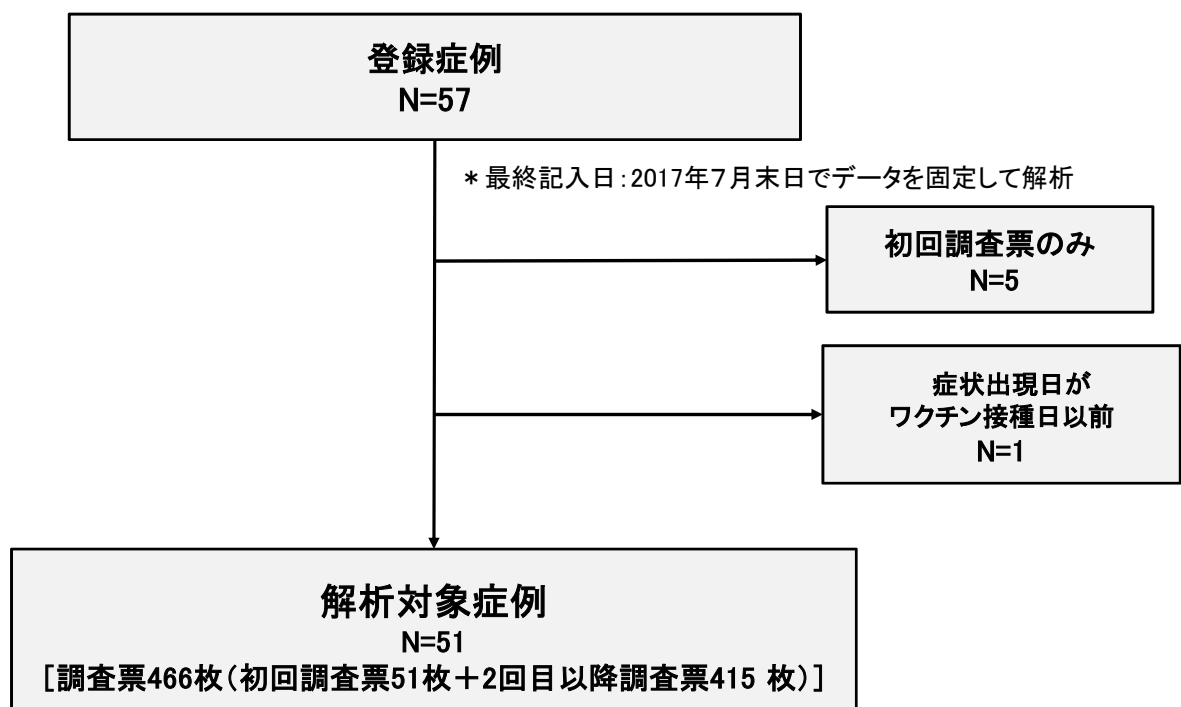 登録症例
N=57
*最終記入日：2017年７月末日でデータを固定して解析
初回調査票のみ
N=5
症状出現日が
ワクチン接種日以前
N=1
解析対象症例
N=51
[調査票466枚（初回調査票51枚＋2回目以降調査票415 枚）]